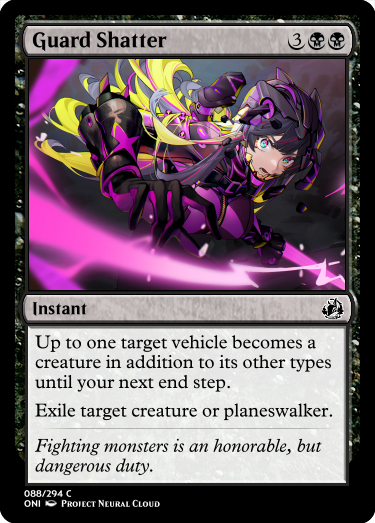 Guard Shatter 3
Instant
Up to one target vehicle becomes a
creature in addition to its other types
until your next end step.
Exile target creature or planeswalker.
Fighting monsters is an honorable, but
dangerous duty.
088/294 C
ONI Project Neural Cloud